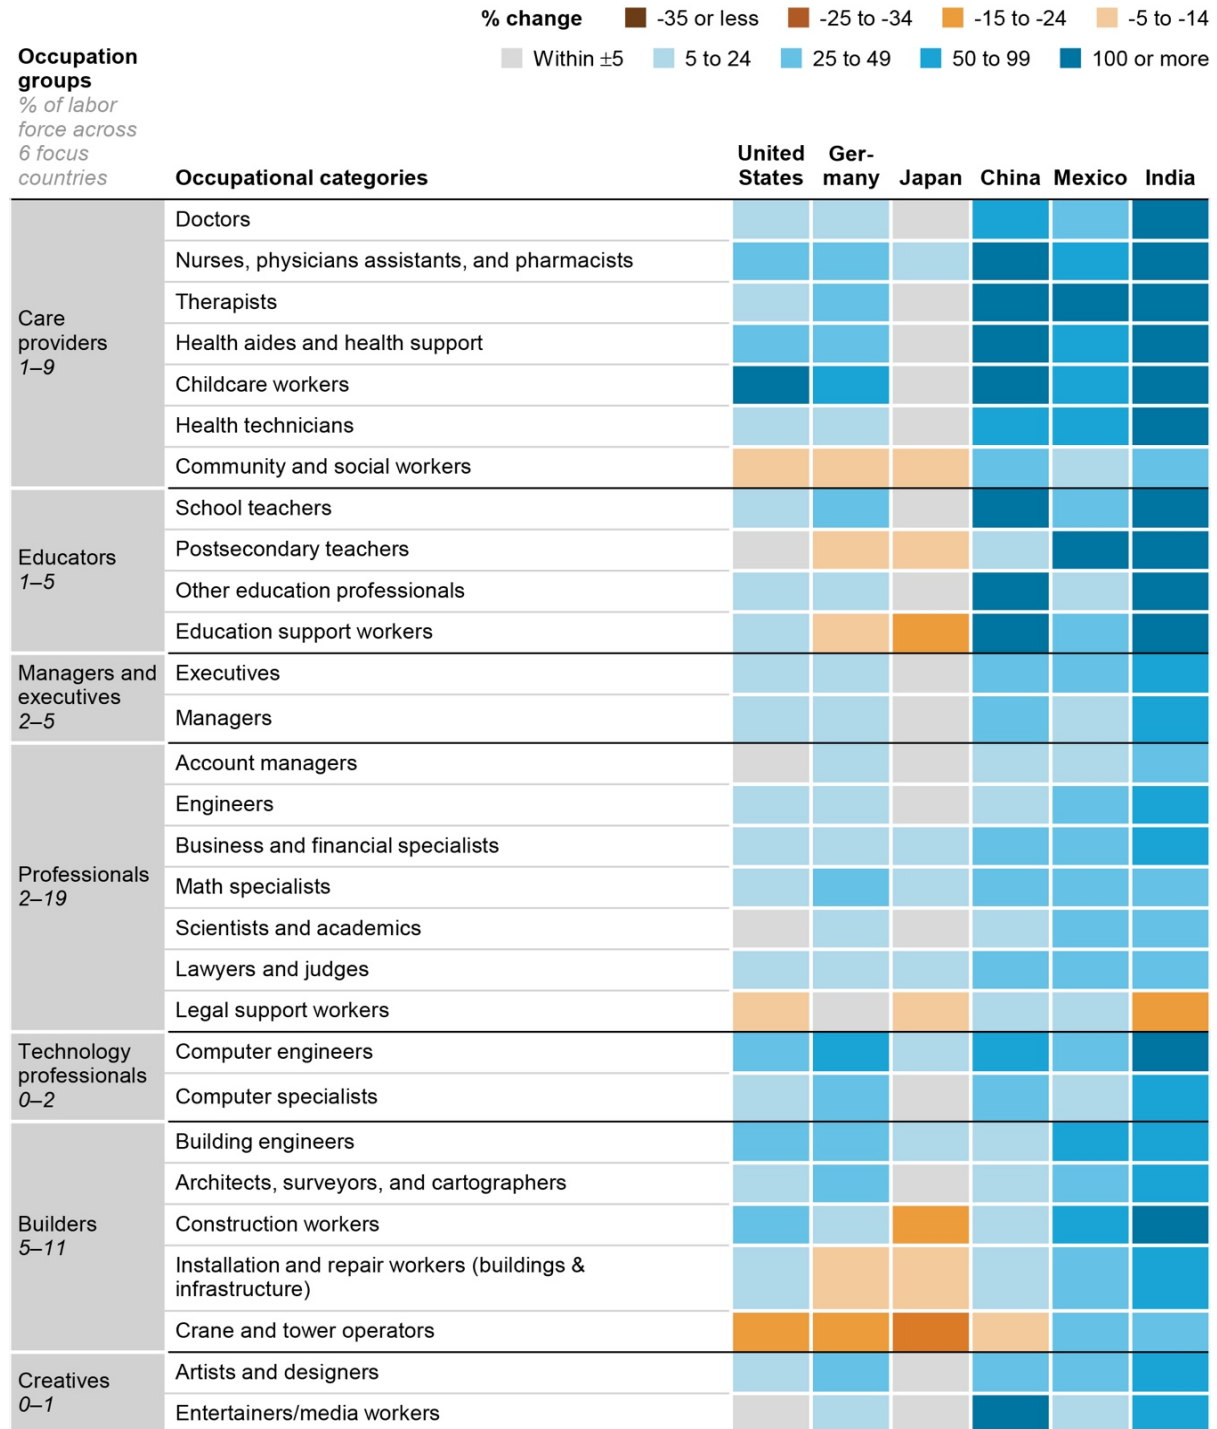 % change -35 or less -25 to -34 -15 to -24 -5 to -14
Within ±5 5 to 24 25 to 49 50 to 99 100 or more
Occupation
groups
% of labor
force across
6 focus
countries
Occupational categories
United
States
Ger-
many
Japan
China
Mexico
India
Care
providers
1–9
Doctors
Nurses, physicians assistants, and pharmacists
Therapists
Health aides and health support
Childcare workers
Health technicians
Community and social workers
Educators
1–5
School teachers
Postsecondary teachers
Other education professionals
Education support workers
Managers and
executives
2–5
Executives
Managers
Professionals
2–19
Account managers
Engineers
Business and financial specialists
Math specialists
Scientists and academics
Lawyers and judges
Legal support workers
Technology
professionals
0–2
Computer engineers
Computer specialists
Builders
5–11
Building engineers
Architects, surveyors, and cartographers
Construction workers
Installation and repair workers (buildings &
infrastructure)
Crane and tower operators
Creatives
0–1
Artists and designers
Entertainers/media workers